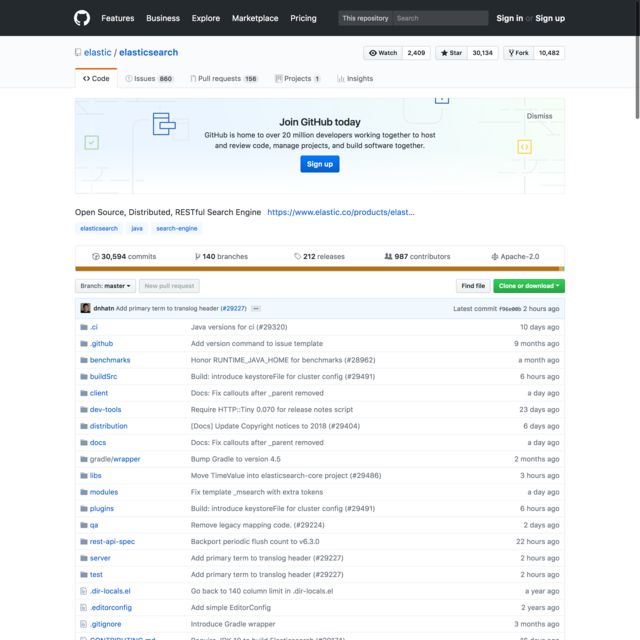 Features Business Explore Marketplace Pricing This repository Search Sign in or Sign up
elastic / elasticsearch Watch 2,409 Star 30,134 Fork 10,482
Code Issues 860 Pull requests 156 Projects 1 Insights
Join GitHub today
Dismiss
GitHub is home to over 20 million developers working together to host
and review code, manage projects, and build software together.
Sign up
Open Source, Distributed, RESTful Search Engine https://www.elastic.co/products/elast...
elasticsearch java search-engine
30,594 commits 140 branches 212 releases 987 contributors Apache-2.0
Branch: master New pull request Find file Clone or download
dnhatn Add primary term to translog header (#29227) Latest commit 2 hours ago
.ci Java versions for ci (#29320) 10 days ago
.github Add version command to issue template 9 months ago
benchmarks Honor RUNTIME_JAVA_HOME for benchmarks (#28962) a month ago
buildSrc Build: introduce keystoreFile for cluster config (#29491) 6 hours ago
client Docs: Fix callouts after _parent removed a day ago
dev-tools Require HTTP::Tiny 0.070 for release notes script 23 days ago
distribution [Docs] Update Copyright notices to 2018 (#29404) 6 days ago
docs Docs: Fix callouts after _parent removed a day ago
gradle/wrapper Bump Gradle to version 4.5 2 months ago
libs Move TimeValue into elasticsearch-core project (#29486) 3 hours ago
modules Fix template _msearch with extra tokens a day ago
plugins Build: introduce keystoreFile for cluster config (#29491) 6 hours ago
qa Remove legacy mapping code. (#29224) 2 days ago
rest-api-spec Backport periodic flush count to v6.3.0 22 hours ago
server Add primary term to translog header (#29227) 2 hours ago
test Add primary term to translog header (#29227) 2 hours ago
.dir-locals.el Go back to 140 column limit in .dir-locals.el a year ago
.editorconfig Add simple EditorConfig 2 years ago
.gitignore Introduce Gradle wrapper 3 months ago